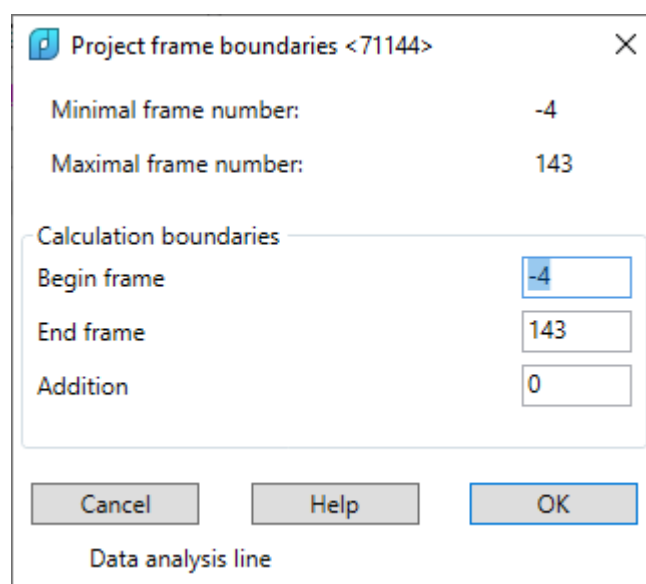 Project frame boundaries <71144>
Minimal frame number: -4
Maximal frame number: 143
Calculation boundaries
Begin frame -4
End frame 143
Addition 0
Cancel Help OK
Data analysis line